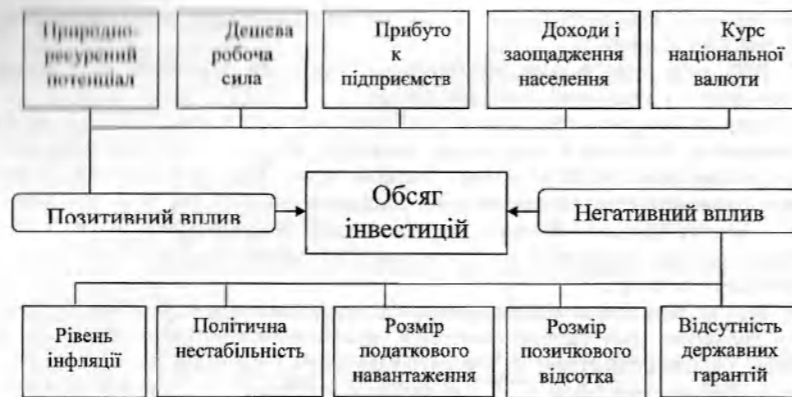 Природно-
ресурсний
потенціал
Дешева
робоча
сила
Прибуто
к
підприємств
Доходи і
заощадження
населення
Курс
національної
валюти
Позитивний вплив
Обсяг
інвестицій
Негативний вплив
Рівень
інфляції
Політична
нестабільність
Розмір
податкового
навантаження
Розмір
позичкового
відсотка
Відсутність
державних
гарантій